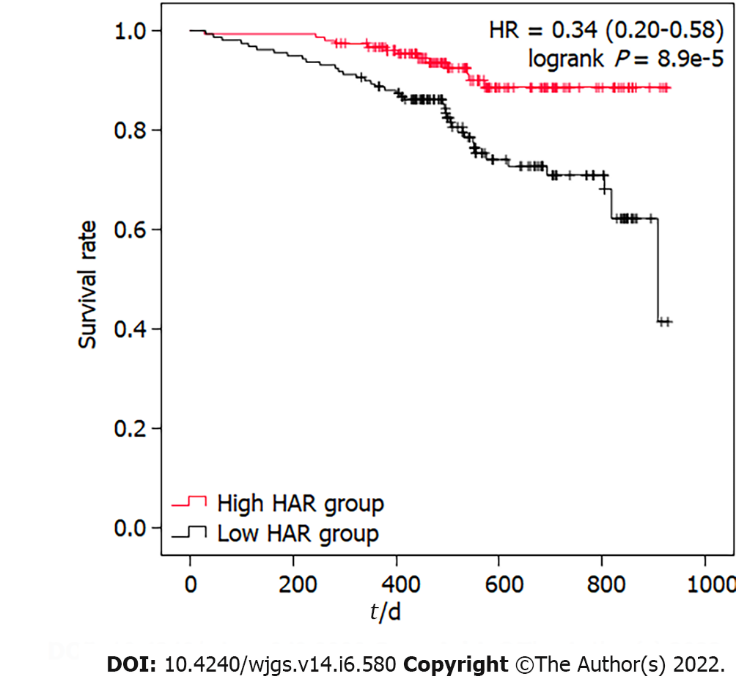 HR = 0.34 (0.20-0.58)
logrank P = 8.9e-5
Survival rate
1.0
0.8
0.6
0.4
0.2
0.0
High HAR group
Low HAR group
0 200 400 600 800 1000
t/d
DOI: 10.4240/wjgs.v14.i6.580 Copyright ©The Author(s) 2022.